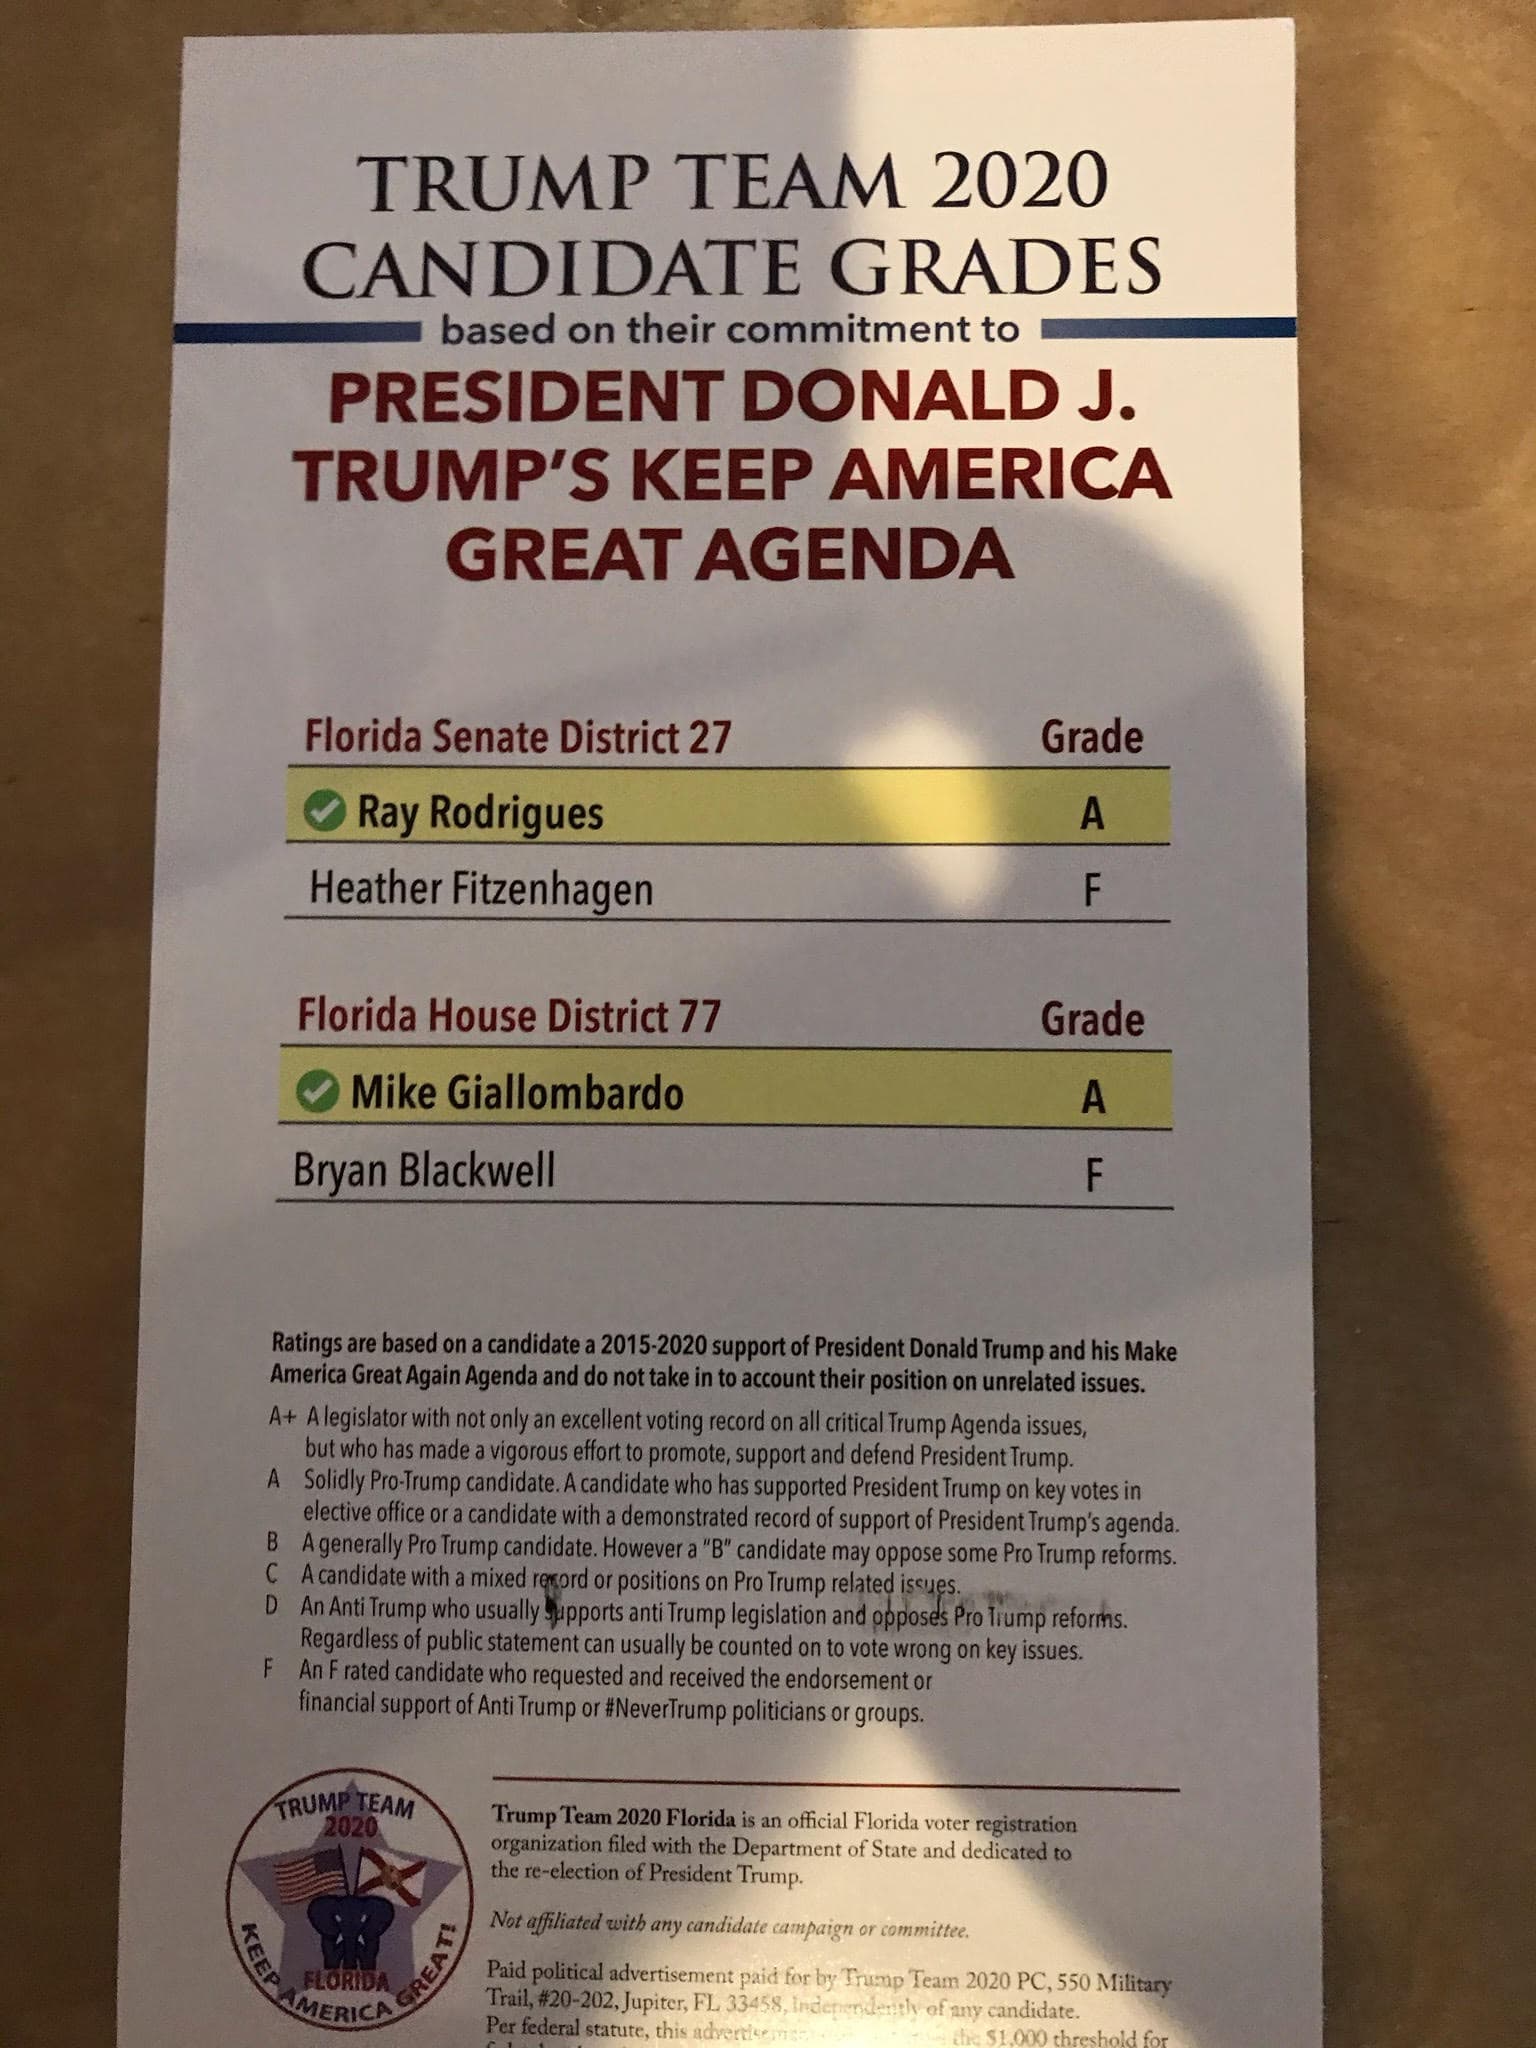 TRUMP TEAM 2020
CANDIDATE GRADES
based on their commitment to
PRESIDENT DONALD J.
TRUMP'S KEEP AMERICA
GREAT AGENDA
Florida Senate District 27 Grade
Ray Rodrigues A
Heather Fitzenhagen F
Florida House District 77 Grade
Mike Giallombardo A
Bryan Blackwell F
Ratings are based on a candidate a 2015-2020 support of President Donald Trump and his Make
America Great Again Agenda and do not take in to account their position on unrelated issues.
A+ A legislator with not only an excellent voting record on all critical Trump Agenda issues,
but who has made a vigorous effort to promote, support and defend President Trump.
A Solidly Pro-Trump candidate. A candidate who has supported President Trump on key votes in
elective office or a candidate with a demonstrated record of support of President Trump's agenda.
B A generally Pro Trump candidate. However a "B" candidate may oppose some Pro Trump reforms.
C A candidate with a mixed record or positions on Pro Trump related issues.
D An Anti Trump who usually supports anti Trump legislation and opposes Pro Trump reforms.
Regardless of public statement can usually be counted on to vote wrong on key issues.
F An F rated candidate who requested and received the endorsement or
financial support of Anti Trump or #NeverTrump politicians or groups.
TRUMP TEAM
2020
FLORIDA
KEEP AMERICA GREAT!
Trump Team 2020 Florida is an official Florida voter registration
organization filed with the Department of State and dedicated to
the re-election of President Trump.
Not affiliated with any candidate campaign or committee.
Paid political advertisement paid for by Trump Team 2020 PC, 550 Military
Trail, #20-202, Jupiter, FL 33458, Independently of any candidate.
Per federal statute, this the $1,000 threshold for